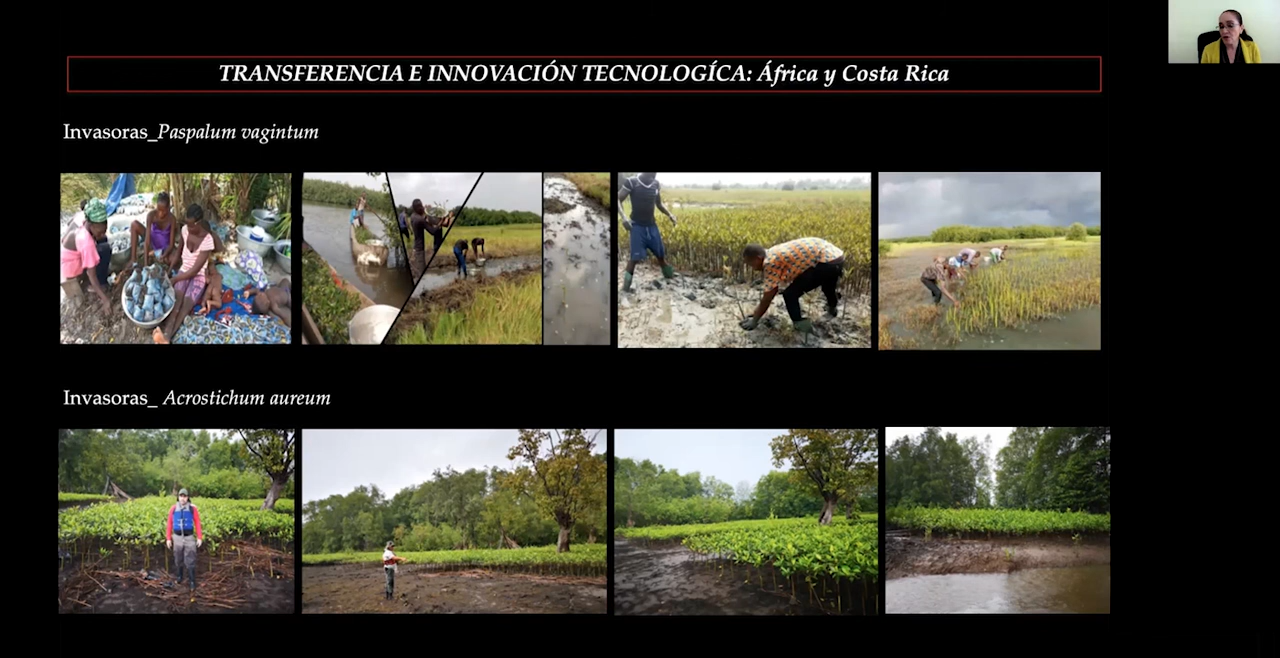 TRANSFERENCIA E INNOVACIÓN TECNOLOGÍCA: África y Costa Rica
Invasoras_Paspalum vagintum
Invasoras_ Acrostichum aureum